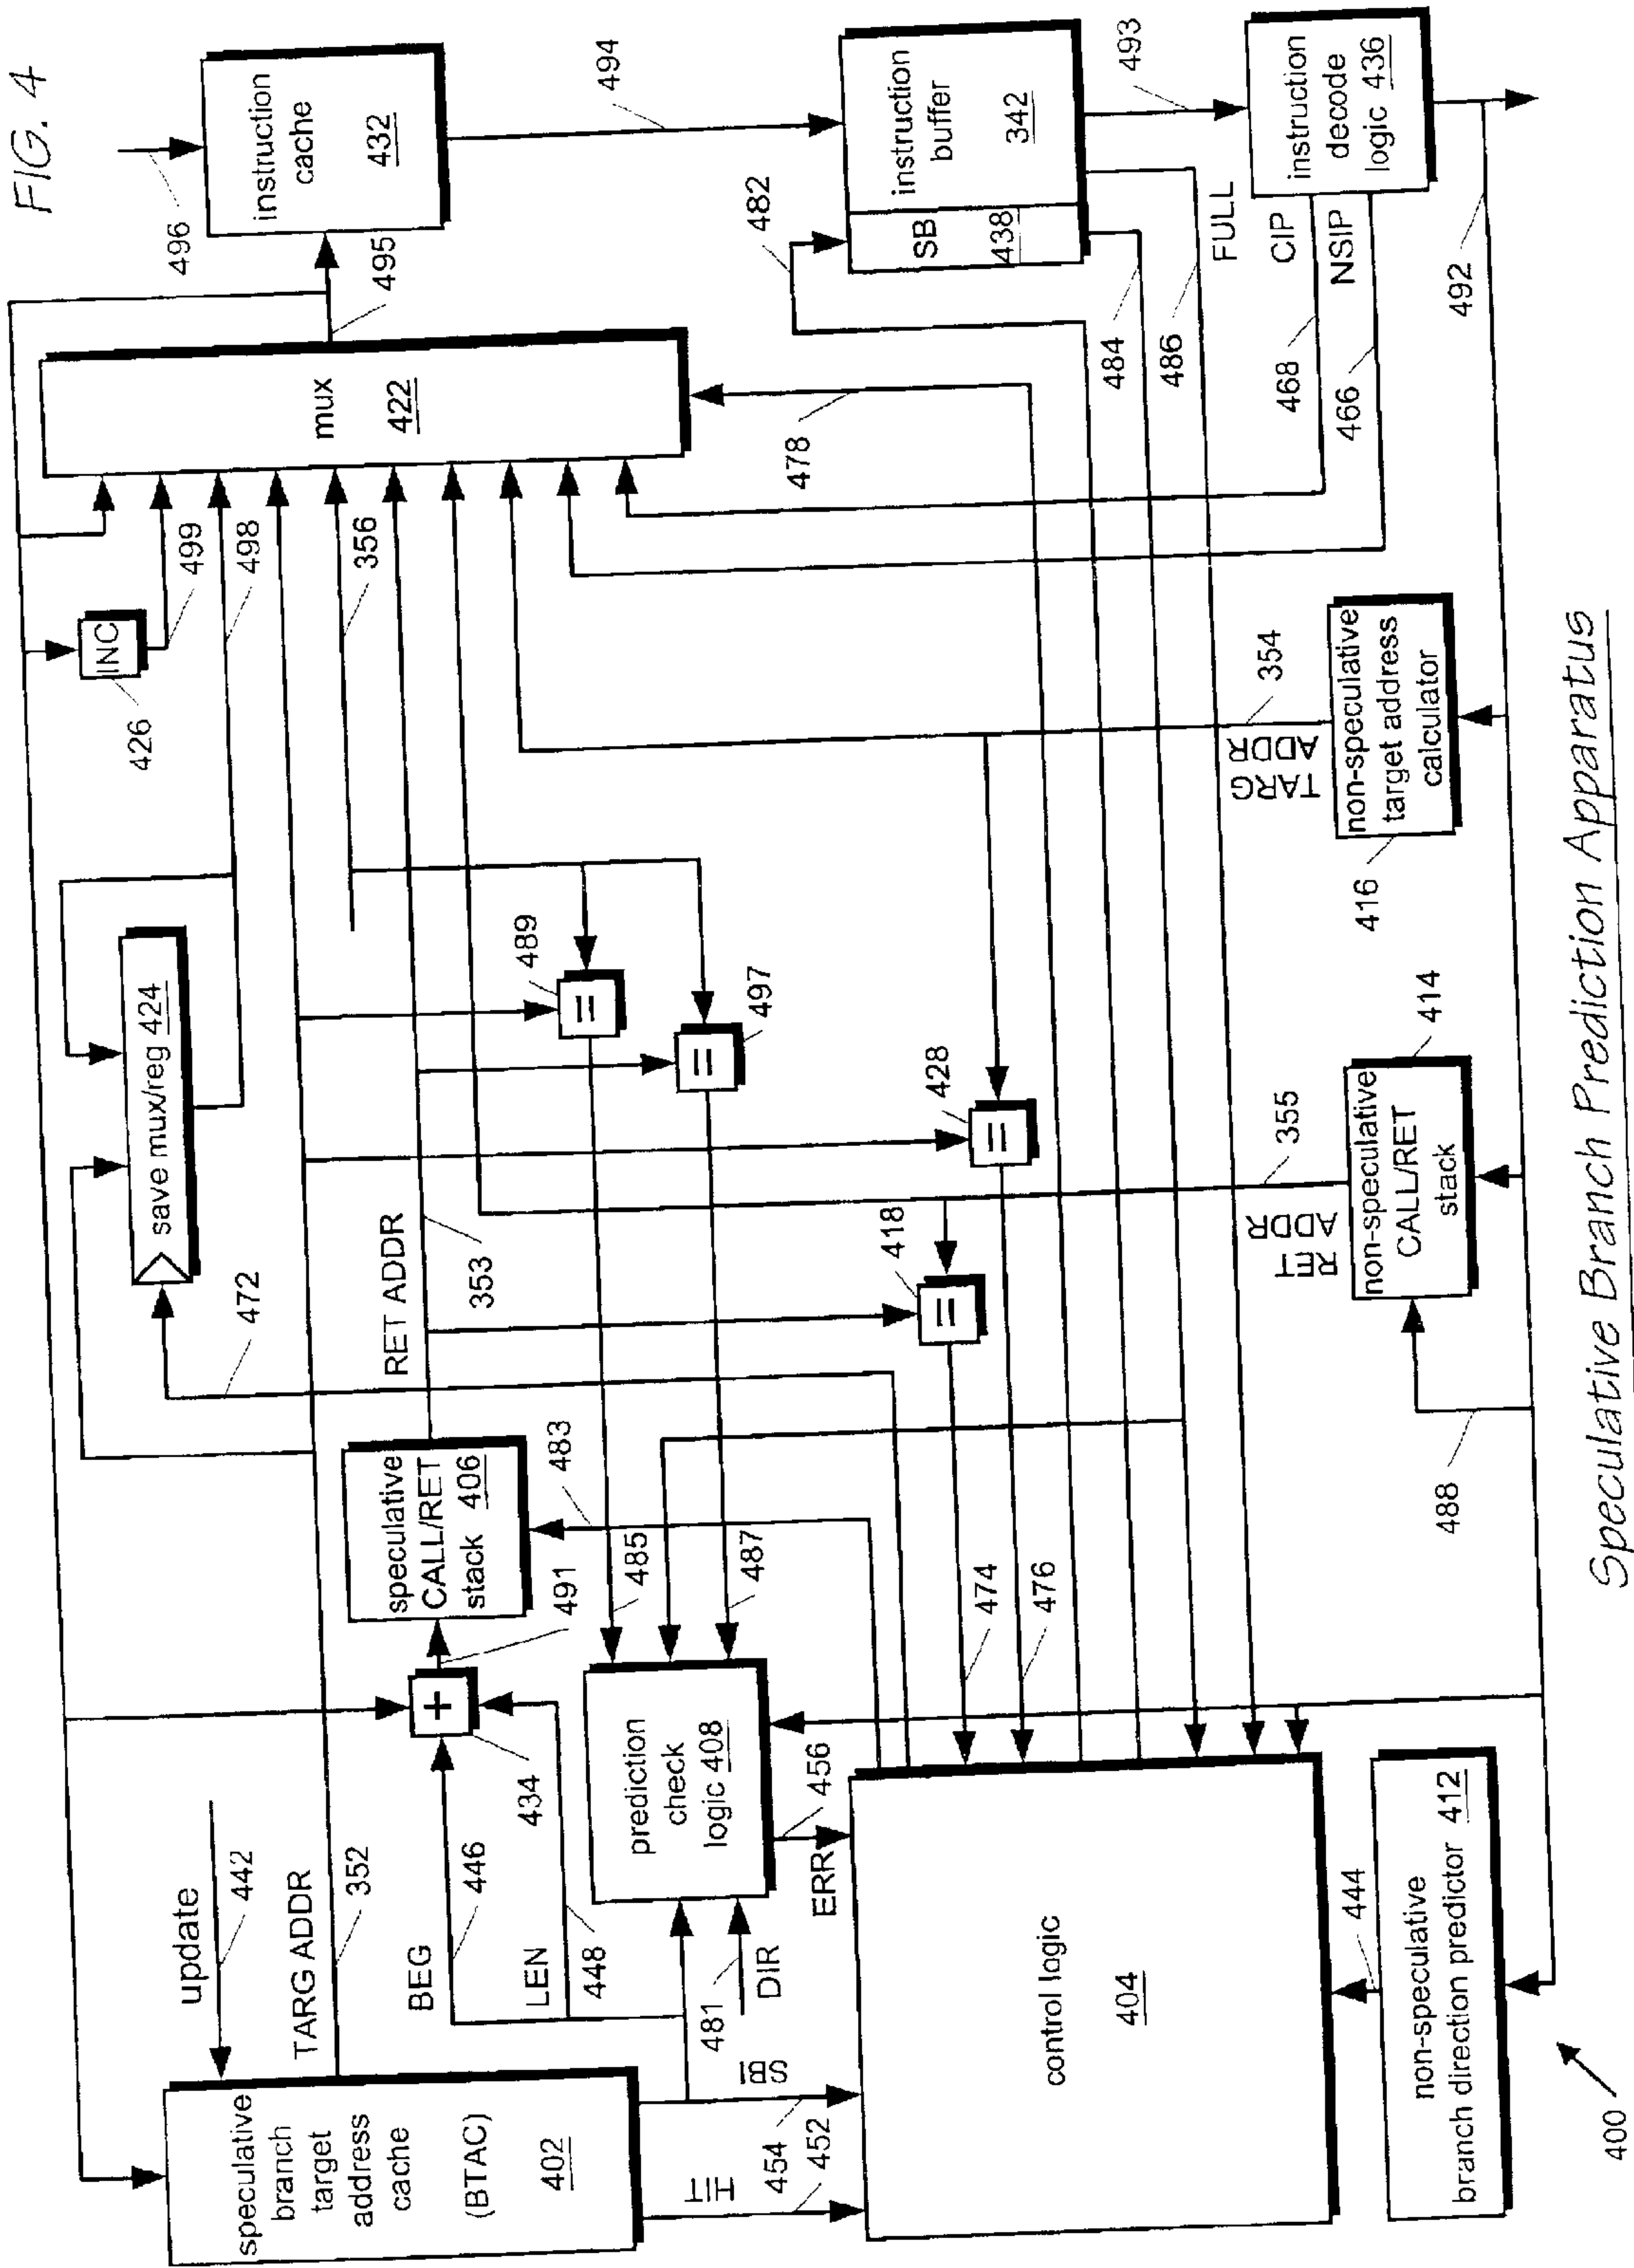 FIG. 4
speculative
branch
target
address
cache
(BTAC)
402
update
442
TARG ADDR
352
BEG
446
LEN
448
434
+
491
speculative
CALL/RET
stack 406
483
472
save mux/reg 424
RET ADDR
353
426
INC
499
498
356
mux
422
495
496
instruction
cache
432
494
482
SB
438
instruction
buffer
342
493
instruction
decode
logic 436
FULL
CIP
NSIP
484
486
468
466
492
478
489
=
497
=
428
=
418
=
485
487
prediction
check
logic 408
481
DIR
ERR
456
HIT
SBI
454
452
474
476
control logic
404
444
non-speculative
branch direction predictor 412
488
RET
ADDR
355
non-speculative
CALL/RET
stack
414
TARG
ADDR
354
non-speculative
target address
calculator
416
400
Speculative Branch Prediction Apparatus